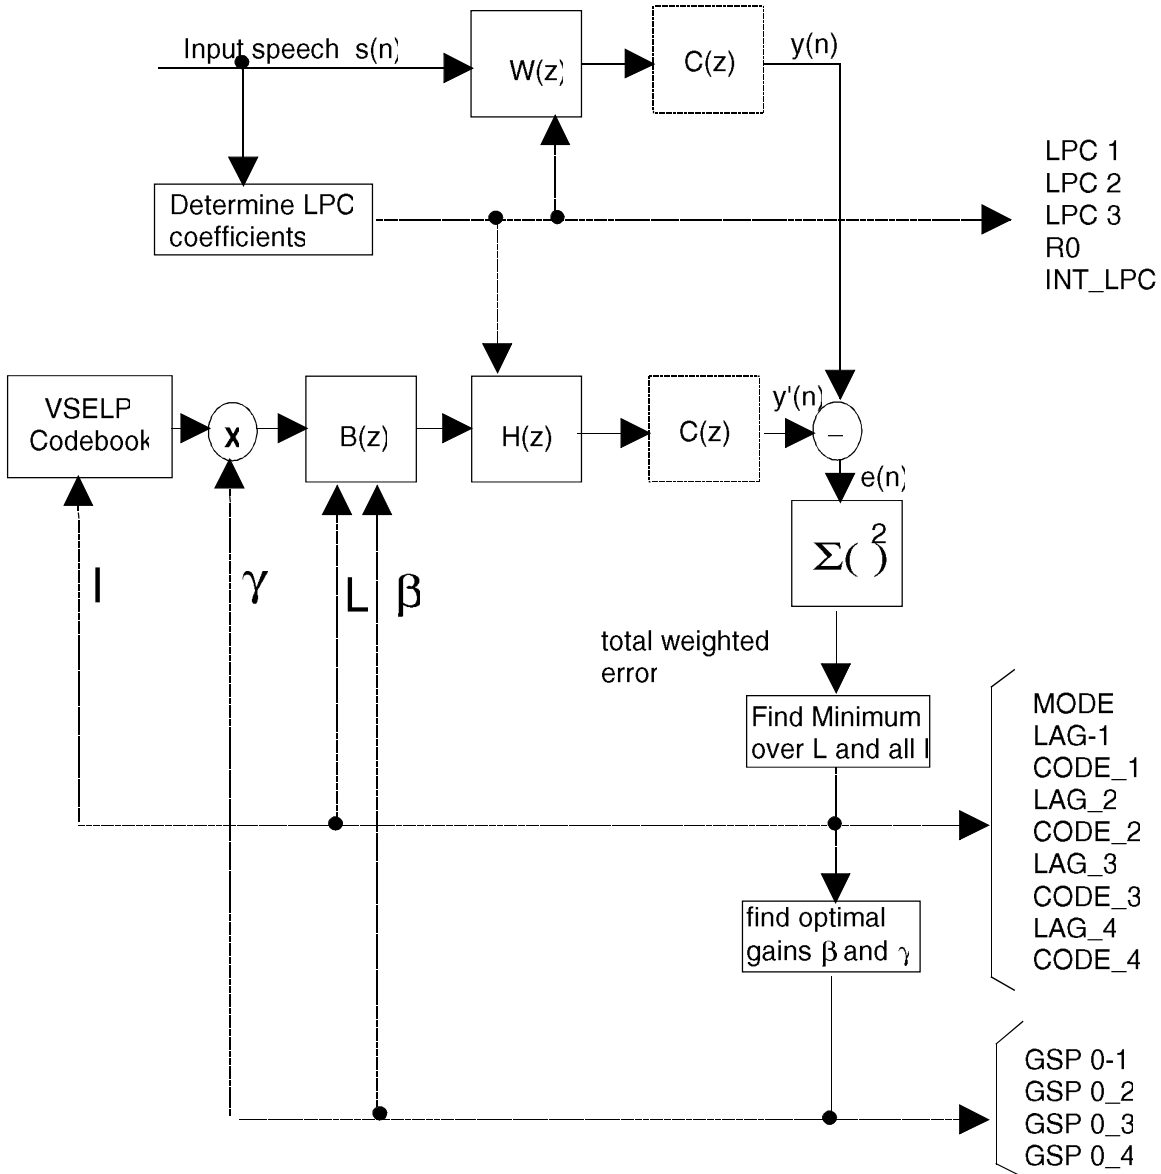 Input speech s(n)
W(z)
C(z)
y(n)
LPC 1
LPC 2
LPC 3
R0
INT_LPC
Determine LPC
coefficients
VSELP
Codebook
x
B(z)
H(z)
C(z)
y'(n)
–
e(n)
Σ( )²
I
γ
L
β
total weighted
error
Find Minimum
over L and all I
MODE
LAG-1
CODE_1
LAG_2
CODE_2
LAG_3
CODE_3
LAG_4
CODE_4
find optimal
gains β and γ
GSP 0-1
GSP 0_2
GSP 0_3
GSP 0_4